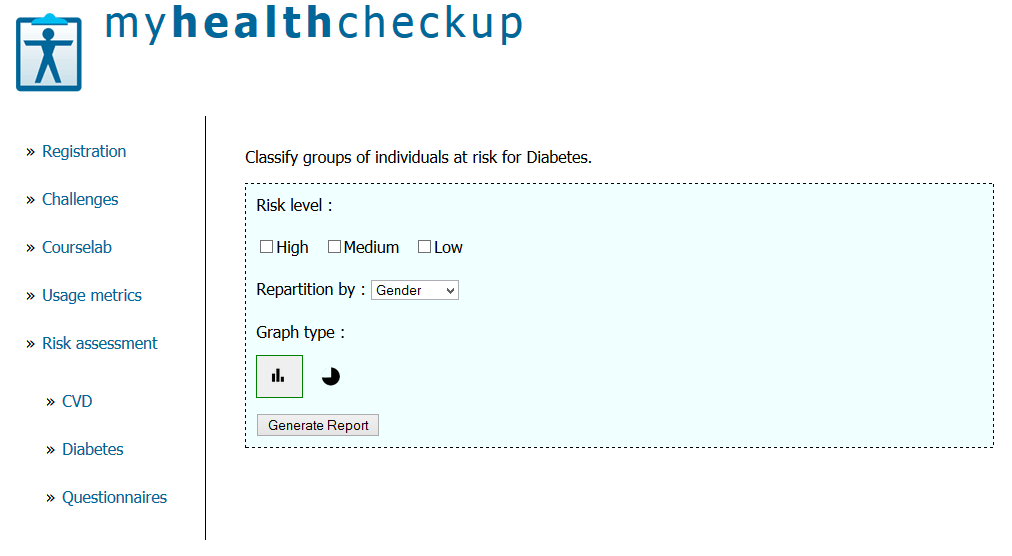 myhealthcheckup
» Registration
» Challenges
» Courselab
» Usage metrics
» Risk assessment
» CVD
» Diabetes
» Questionnaires
Classify groups of individuals at risk for Diabetes.
Risk level :
High Medium Low
Repartition by : Gender
Graph type :
Generate Report